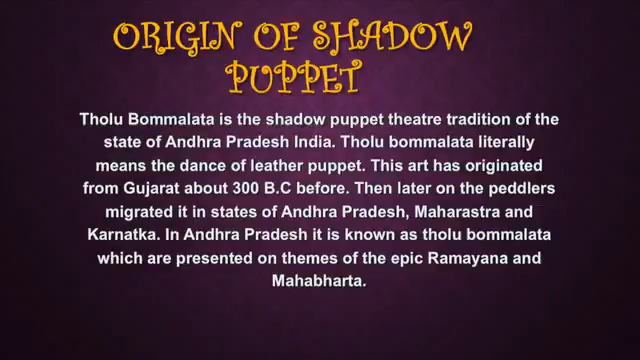 ORIGIN OF SHADOW
PUPPET
Tholu Bommalata is the shadow puppet theatre tradition of the
state of Andhra Pradesh India. Tholu bommalata literally
means the dance of leather puppet. This art has originated
from Gujarat about 300 B.C before. Then later on the peddlers
migrated it in states of Andhra Pradesh, Maharastra and
Karnatka. In Andhra Pradesh it is known as tholu bommalata
which are presented on themes of the epic Ramayana and
Mahabharta.